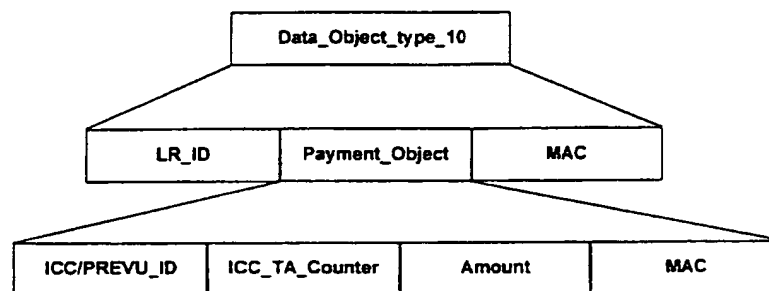 Data_Object_type_10
LR_ID Payment_Object MAC
ICC/PREVU_ID ICC_TA_Counter Amount MAC